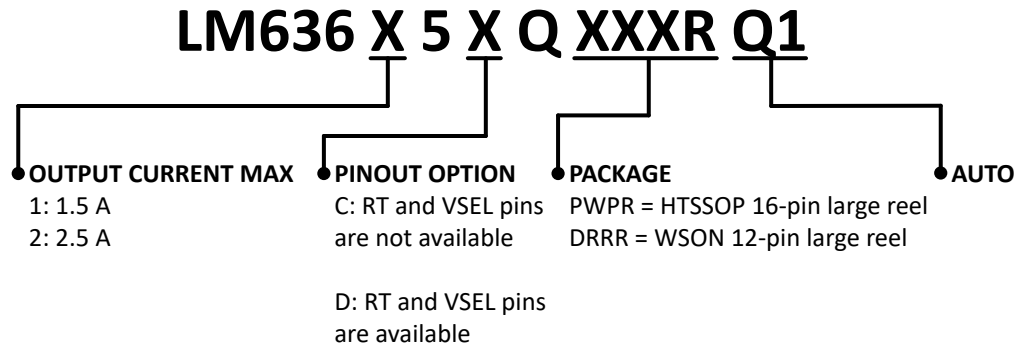 LM636 X 5 X Q XXXR Q1
OUTPUT CURRENT MAX
1: 1.5 A
2: 2.5 A
PINOUT OPTION
C: RT and VSEL pins
are not available
D: RT and VSEL pins
are available
PACKAGE
PWPR = HTSSOP 16-pin large reel
DRRR = WSON 12-pin large reel
AUTO